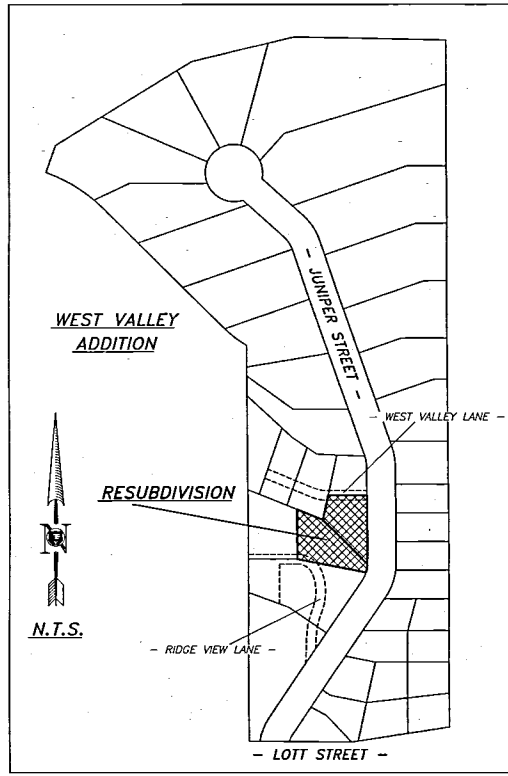 JUNIPER STREET
WEST VALLEY
ADDITION
- WEST VALLEY LANE -
RESUBDIVISION
N
N.T.S.
- RIDGE VIEW LANE -
- LOTT STREET -